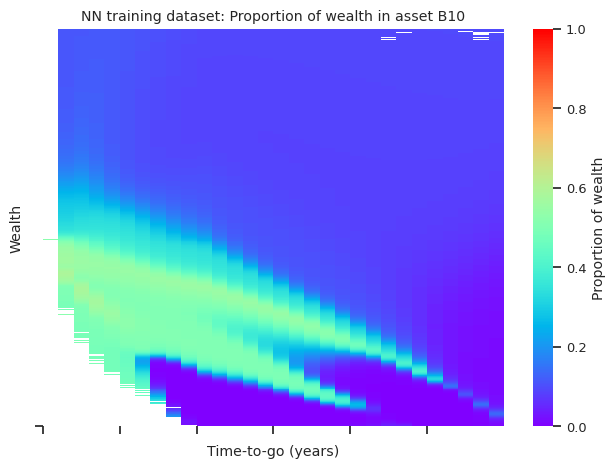 NN training dataset: Proportion of wealth in asset B10
Wealth
Time-to-go (years)
1.0
0.8
0.6
0.4
0.2
0.0
Proportion of wealth